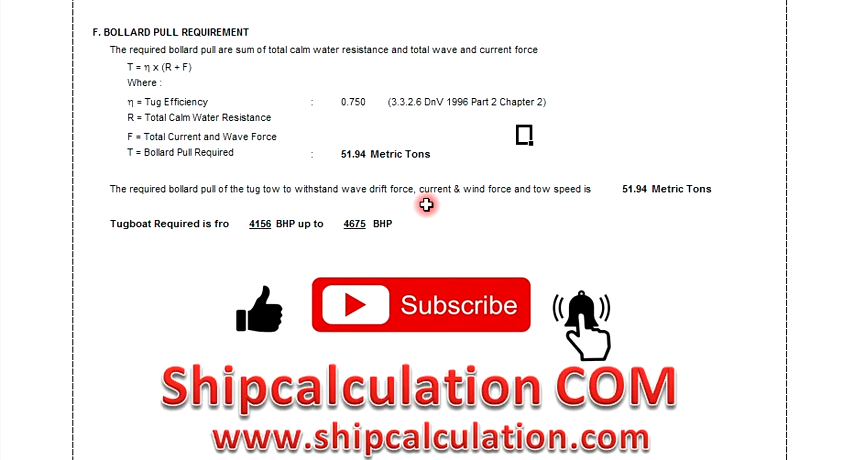 F. BOLLARD PULL REQUIREMENT
The required bollard pull are sum of total calm water resistance and total wave and current force
T = η x (R + F)
Where :
η = Tug Efficiency : 0.750 (3.3.2.6 DnV 1996 Part 2 Chapter 2)
R = Total Calm Water Resistance
F = Total Current and Wave Force
T = Bollard Pull Required : 51.94 Metric Tons
The required bollard pull of the tug tow to withstand wave drift force, current & wind force and tow speed is 51.94 Metric Tons
Tugboat Required is fro 4156 BHP up to 4675 BHP
Subscribe
Shipcalculation COM
www.shipcalculation.com